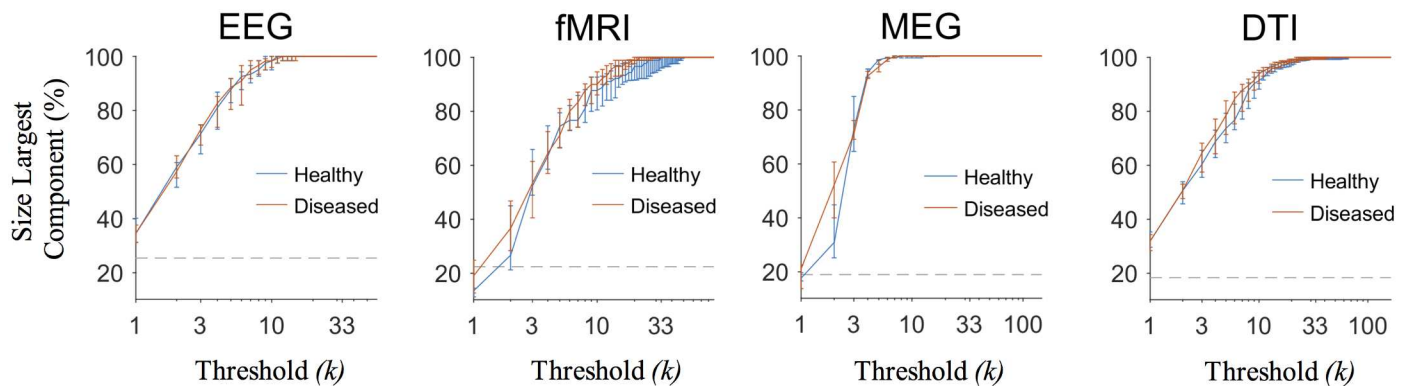 EEG
fMRI
MEG
DTI
Size Largest
Component (%)
100
80
60
40
20
Healthy
Diseased
1
3
10
33
Threshold (k)
100
80
60
40
20
Healthy
Diseased
1
3
10
33
Threshold (k)
100
80
60
40
20
Healthy
Diseased
1
3
10
33
100
Threshold (k)
100
80
60
40
20
Healthy
Diseased
1
3
10
33
100
Threshold (k)